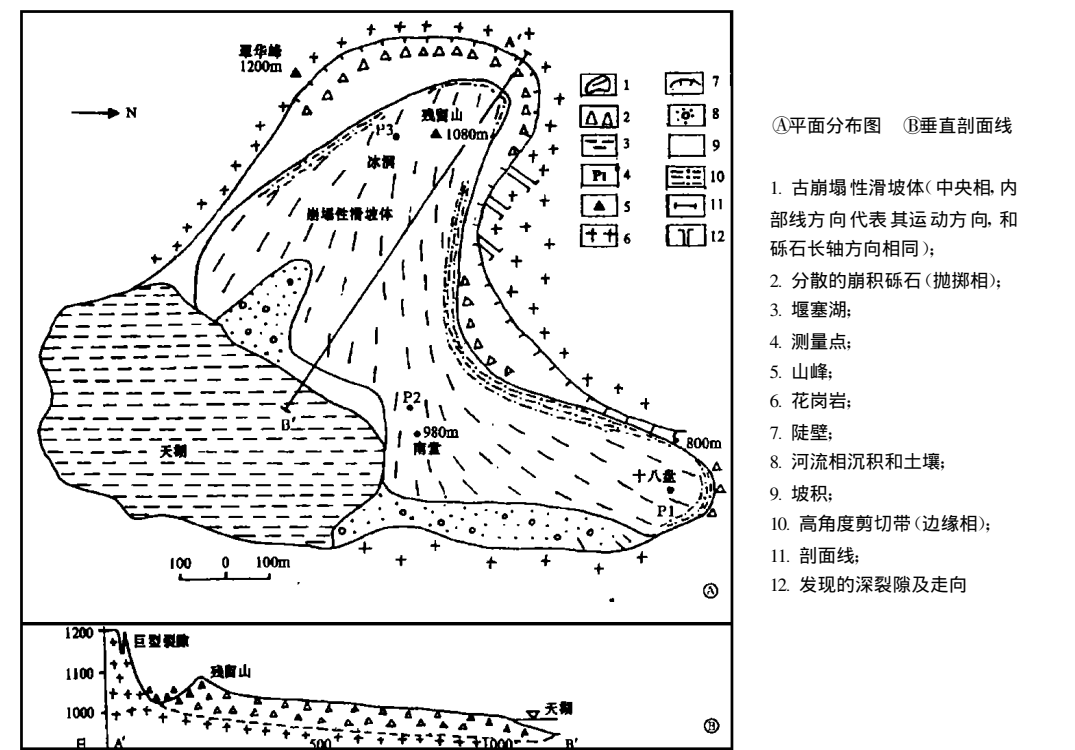 翠华峰
1200m
A′
N
残留山
P3
1080m
冰洞
崩塌性滑坡体
P2
980m
B′
天湖
800m
十八盘
P1
100 0 100m
Ⓐ
1
2
3
P1 4
5
6
7
8
9
10
11
12
1200
巨型裂隙
1100
残留山
1000
天湖
Ⓑ
A′
500
1000
B′
Ⓐ平面分布图 Ⓑ垂直剖面线
1. 古崩塌性滑坡体(中央相, 内
部线方向代表其运动方向, 和
砾石长轴方向相同);
2. 分散的崩积砾石(抛掷相);
3. 堰塞湖;
4. 测量点;
5. 山峰;
6. 花岗岩;
7. 陡壁;
8. 河流相沉积和土壤;
9. 坡积;
10. 高角度剪切带(边缘相);
11. 剖面线;
12. 发现的深裂隙及走向